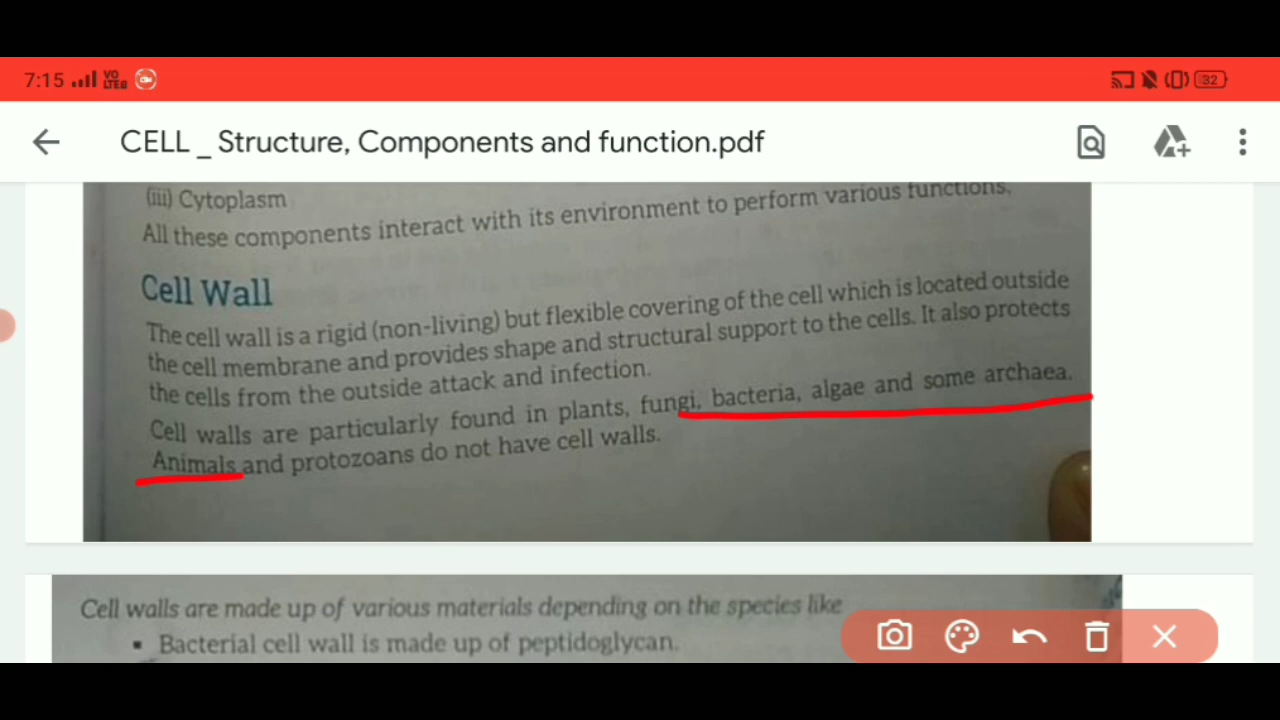 7:15 VO LTE 32
CELL _ Structure, Components and function.pdf
(iii) Cytoplasm
All these components interact with its environment to perform various functions.
Cell Wall
The cell wall is a rigid (non-living) but flexible covering of the cell which is located outside
the cell membrane and provides shape and structural support to the cells. It also protects
the cells from the outside attack and infection.
Cell walls are particularly found in plants, fungi, bacteria, algae and some archaea.
Animals and protozoans do not have cell walls.
Cell walls are made up of various materials depending on the species like
▪ Bacterial cell wall is made up of peptidoglycan.